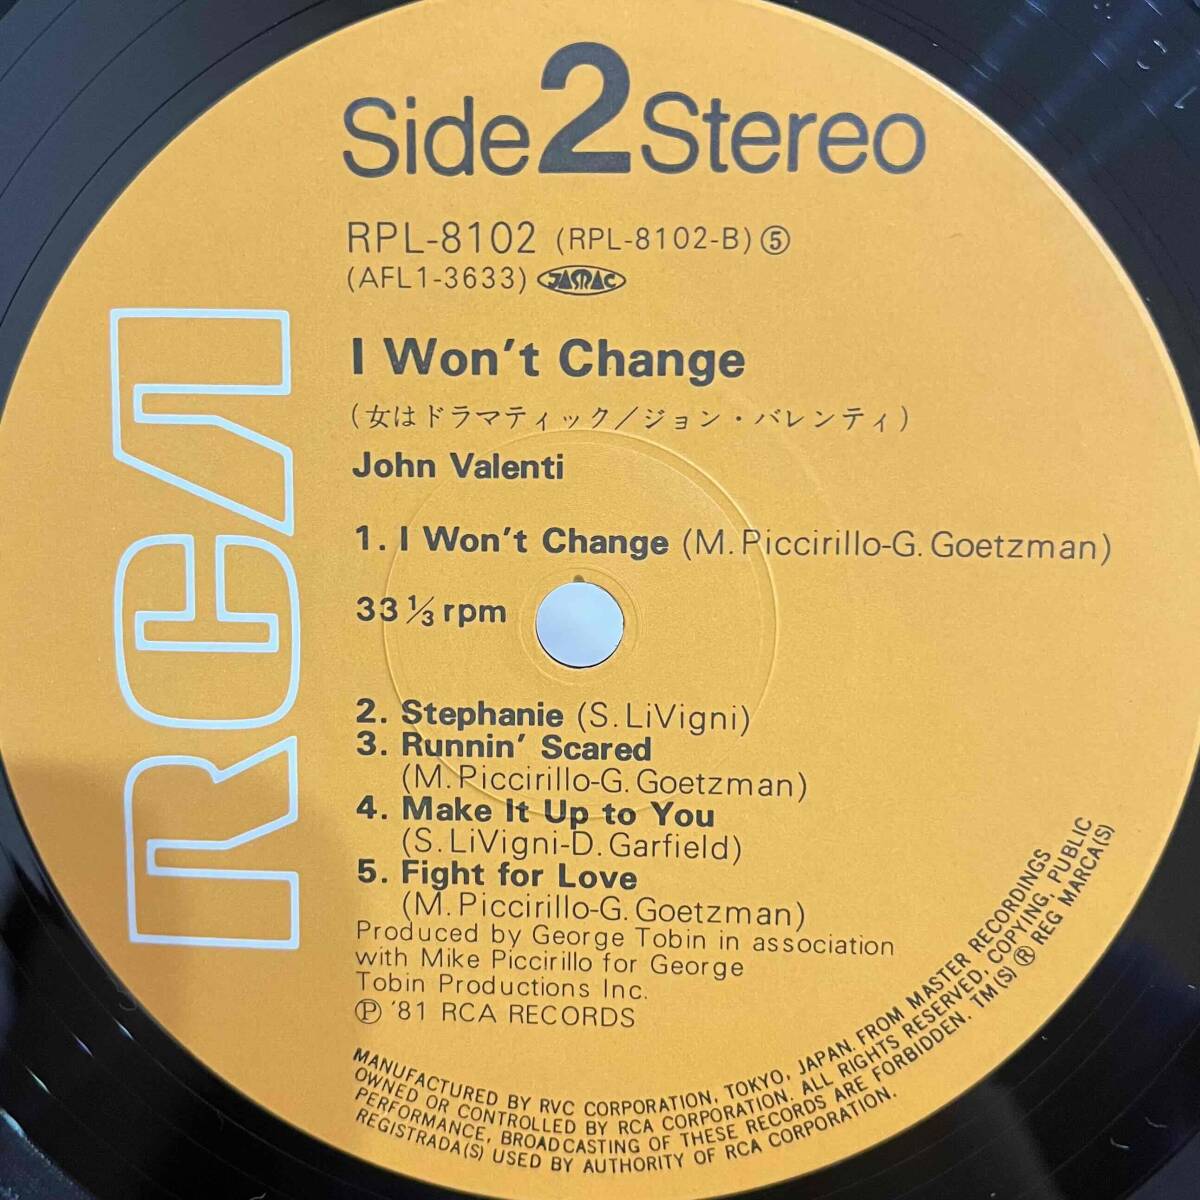 Side 2 Stereo
RPL-8102 (RPL-8102-B) ⑤
(AFL1-3633) JASRAC
I Won't Change
(女はドラマティック/ジョン・バレンティ)
John Valenti
1. I Won't Change (M. Piccirillo-G. Goetzman)
33 1/3 rpm
2. Stephanie (S. LiVigni)
3. Runnin' Scared
(M. Piccirillo-G. Goetzman)
4. Make It Up to You
(S. LiVigni-D. Garfield)
5. Fight for Love
(M. Piccirillo-G. Goetzman)
Produced by George Tobin in association
with Mike Piccirillo for George
Tobin Productions Inc.
Ⓟ '81 RCA RECORDS
RCA
MANUFACTURED BY RVC CORPORATION, TOKYO, JAPAN. FROM MASTER RECORDINGS
OWNED OR CONTROLLED BY RCA CORPORATION. ALL RIGHTS RESERVED, COPYING, PUBLIC
PERFORMANCE, BROADCASTING OF THESE RECORDS ARE FORBIDDEN. TM(S) ® REG MARCA(S)
REGISTRADA(S) USED BY AUTHORITY OF RCA CORPORATION.